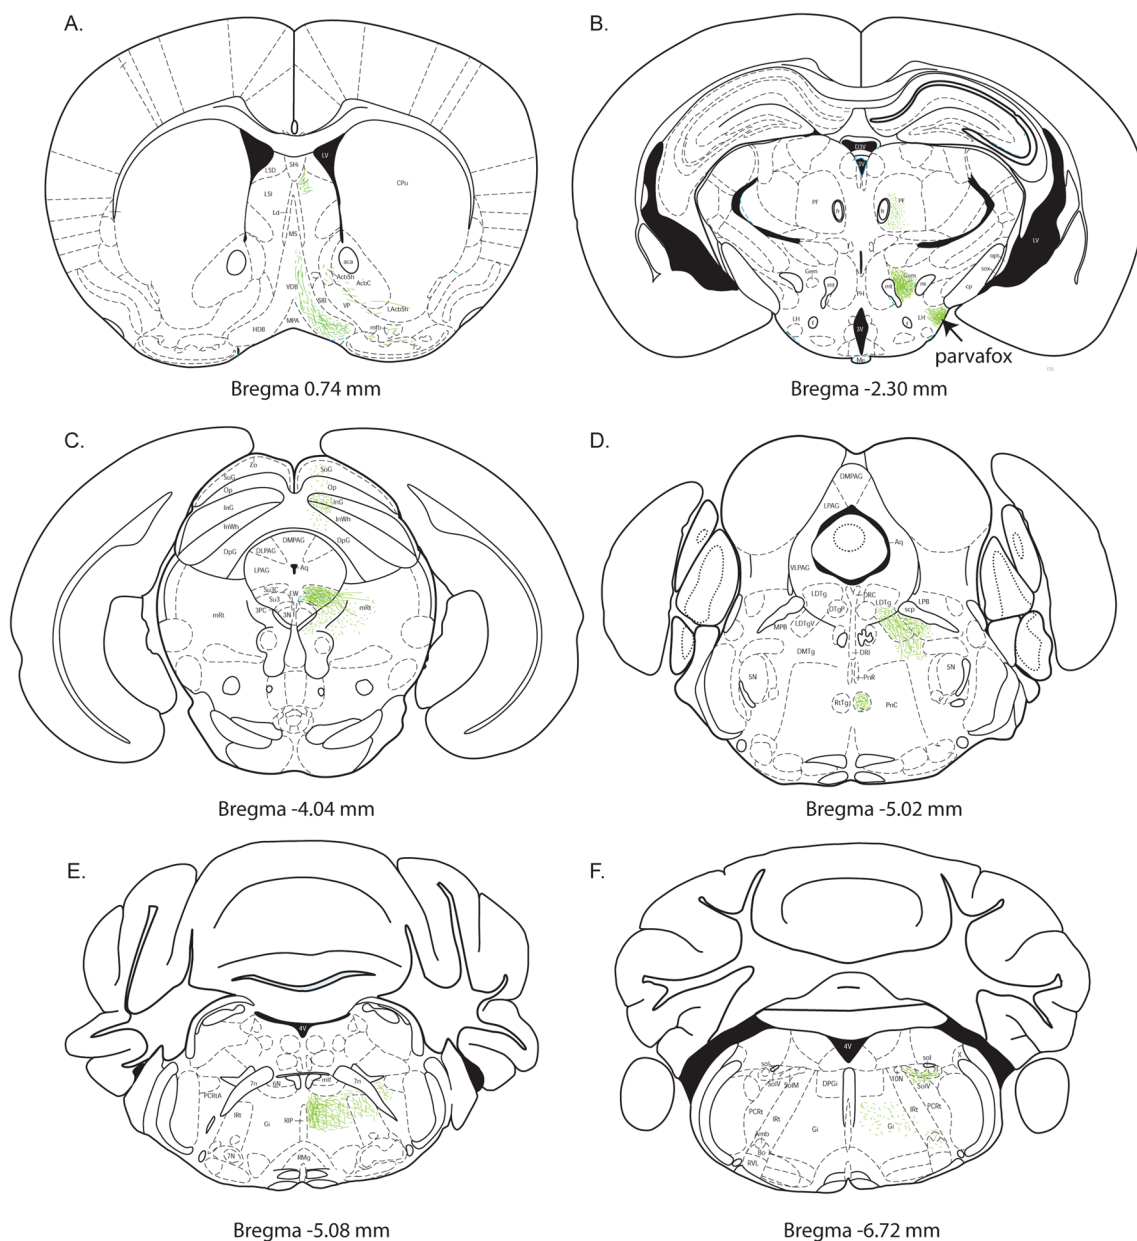 A.
LV
SHi
LSD
CPu
LSI
Ld
MS
aca
AcbSh
AcbC
VDB
SIB
VP
LAcbSh
HDB
MPA
mfb
Bregma 0.74 mm
B.
D3V
PF
fr
PF
LV
opt
sox
cp
Gem
mt
PH
mt
Gem
ns
LH
3V
LH
parvafox
ns
Bregma -2.30 mm
C.
Zo
SuG
SuG
Op
Op
InG
InG
InWh
InWh
DpG
DMPAG
DpG
DLPAG
LPAG
Aq
Su3C
EW
Su3
mRt
3PC
3N
mRt
Bregma -4.04 mm
D.
DMPAG
LPAG
Aq
VLPAG
LDTg
DRC
LDTg
LPB
DTgP
scp
MPB
LDTgV
DMTg
DRI
5N
5N
PnR
RtTg
PnC
Bregma -5.02 mm
E.
4V
7n
6N
mlf
7n
PCRtA
IRt
RIP
Gi
7N
RMg
Bregma -5.08 mm
F.
4V
sol
sol
SolV
SolM
DPGi
10N
SolV
PCRt
IRt
IRt
PCRt
Gi
Gi
Amb
Bo
RVL
Bregma -6.72 mm